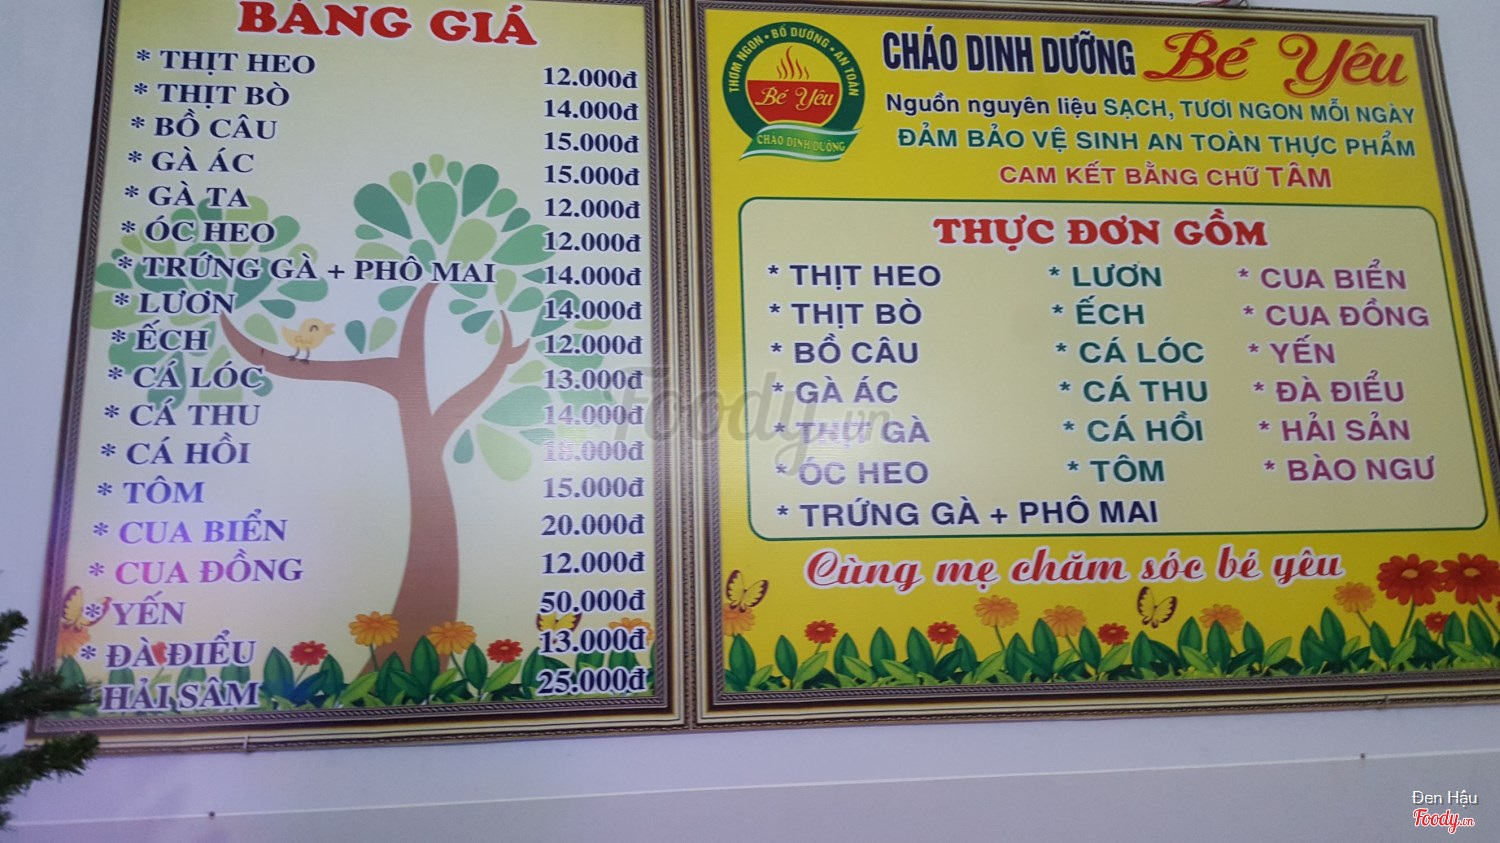 BẢNG GIÁ
* THỊT HEO 12.000đ
* THỊT BÒ 14.000đ
* BỒ CÂU 15.000đ
* GÀ ÁC 15.000đ
* GÀ TA 12.000đ
* ÓC HEO 12.000đ
* TRỨNG GÀ + PHÔ MAI 14.000đ
* LƯƠN 14.000đ
* ẾCH 12.000đ
* CÁ LÓC 13.000đ
* CÁ THU 14.000đ
* CÁ HỒI 18.000đ
* TÔM 15.000đ
* CUA BIỂN 20.000đ
* CUA ĐỒNG 12.000đ
* YẾN 50.000đ
* ĐÀ ĐIỂU 13.000đ
HẢI SÂM 25.000đ
THƠM NGON • BỔ DƯỠNG • AN TOÀN
Bé Yêu
CHÁO DINH DƯỠNG
CHÁO DINH DƯỠNG Bé Yêu
Nguồn nguyên liệu SẠCH, TƯƠI NGON MỖI NGÀY
ĐẢM BẢO VỆ SINH AN TOÀN THỰC PHẨM
CAM KẾT BẰNG CHỮ TÂM
THỰC ĐƠN GỒM
* THỊT HEO * LƯƠN * CUA BIỂN
* THỊT BÒ * ẾCH * CUA ĐỒNG
* BỒ CÂU * CÁ LÓC * YẾN
* GÀ ÁC * CÁ THU * ĐÀ ĐIỂU
* THỊT GÀ * CÁ HỒI * HẢI SẢN
* ÓC HEO * TÔM * BÀO NGƯ
* TRỨNG GÀ + PHÔ MAI
Cùng mẹ chăm sóc bé yêu
Foody.vn
Đen Hậu
Foody.vn